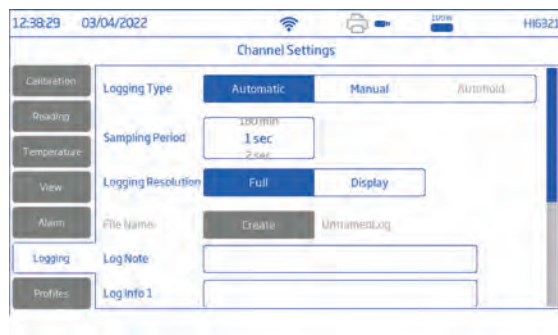 12:38:29 03/04/2022 100% HI6321
Channel Settings
Calibration
Logging Type Automatic Manual Autohold
Reading
180 min
Sampling Period 1 sec
2 sec
Temperature
View
Logging Resolution Full Display
Alarm
File Name: Create UnnamedLog
Logging
Log Note
Profiles
Log Info 1